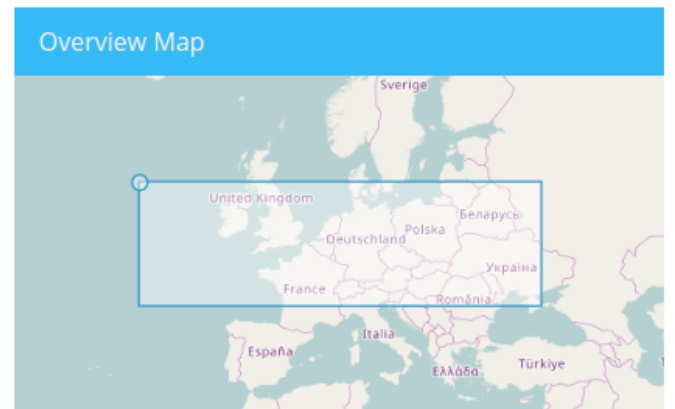 Overview Map
Sverige
United Kingdom
Беларусь
Polska
Deutschland
Україна
France
România
Italia
España
Ελλάδα
Türkiye